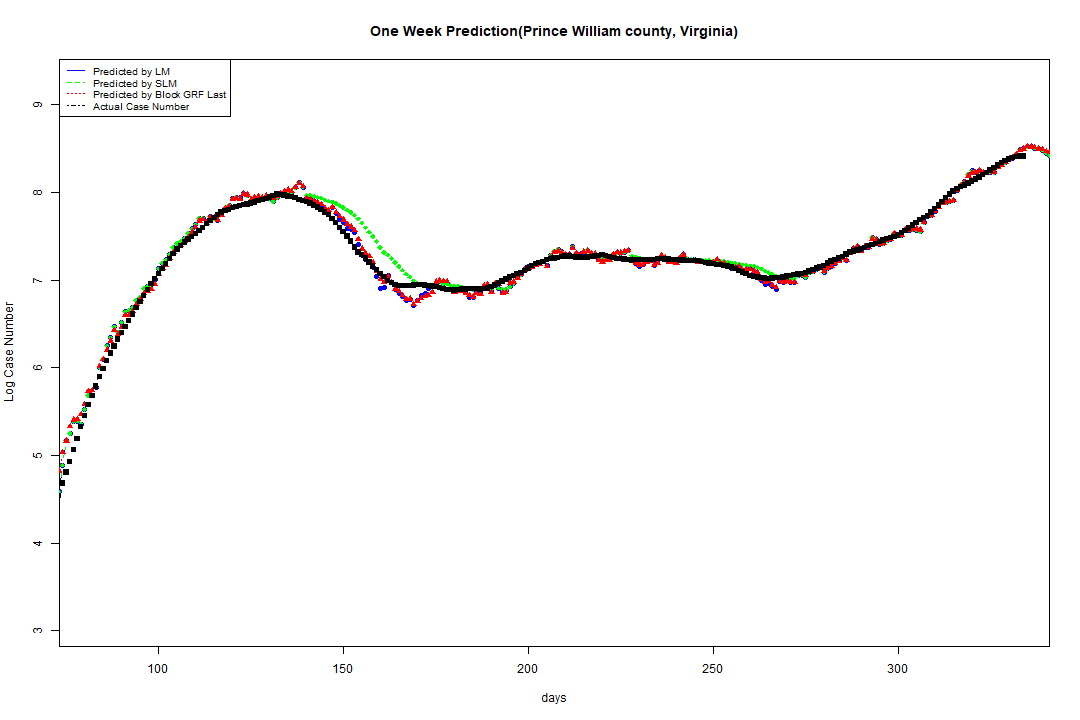 One Week Prediction(Prince William county, Virginia)
Predicted by LM
Predicted by SLM
Predicted by Block GRF Last
Actual Case Number
9
8
7
6
5
4
3
Log Case Number
100 150 200 250 300
days